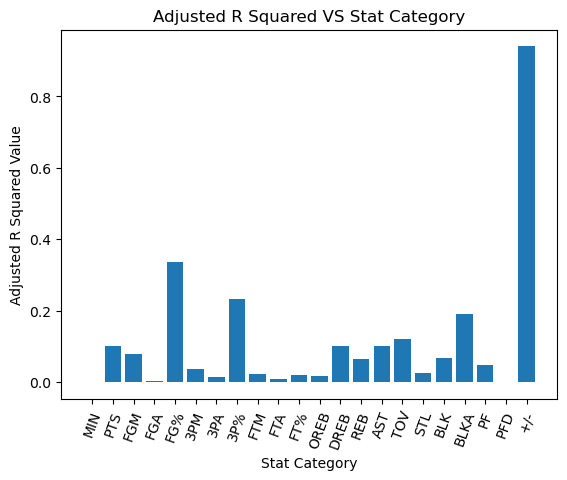 Adjusted R Squared VS Stat Category
Adjusted R Squared Value
0.8
0.6
0.4
0.2
0.0
MIN
PTS
FGM
FGA
FG%
3PM
3PA
3P%
FTM
FTA
FT%
OREB
DREB
REB
AST
TOV
STL
BLK
BLKA
PF
PFD
+/-
Stat Category